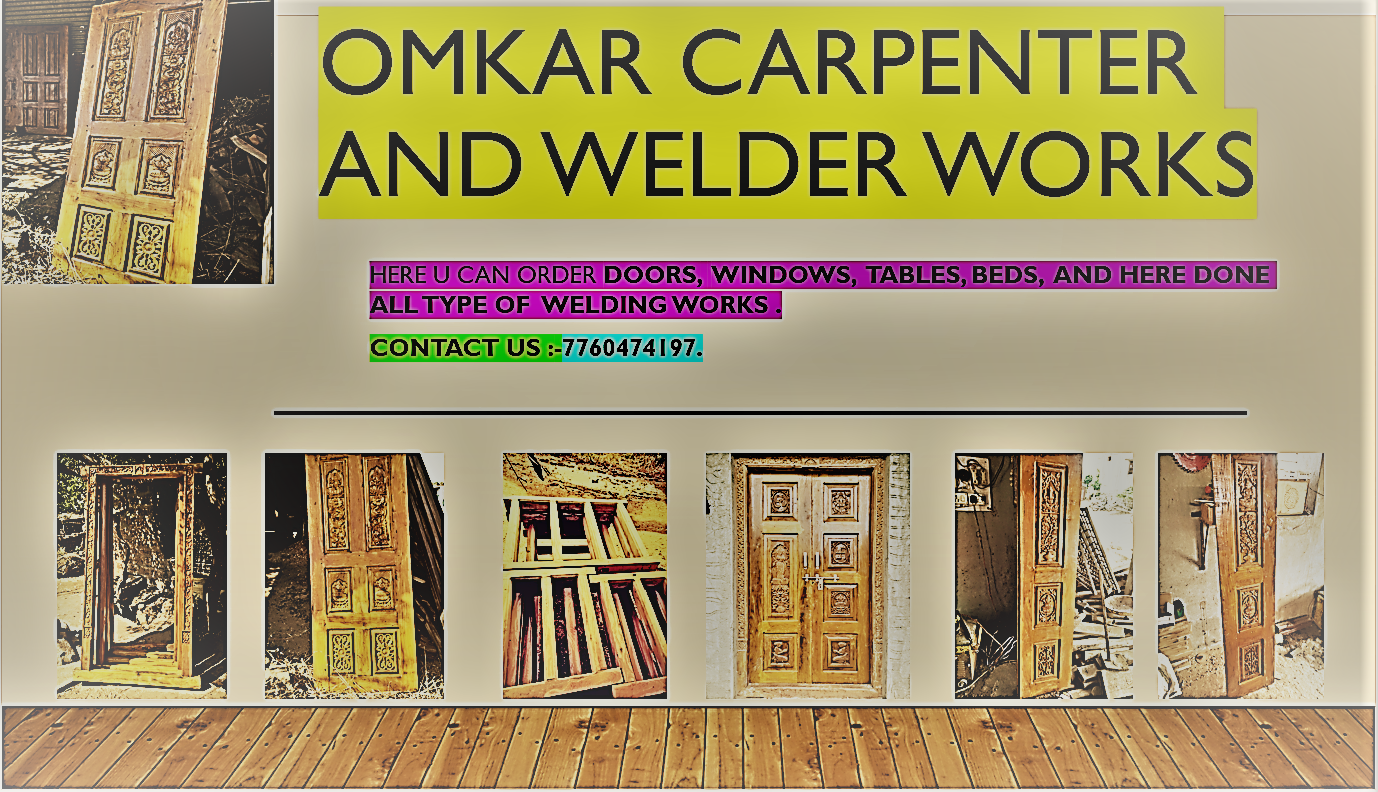 OMKAR CARPENTER
AND WELDER WORKS
HERE U CAN ORDER DOORS, WINDOWS, TABLES, BEDS, AND HERE DONE
ALL TYPE OF WELDING WORKS .
CONTACT US :-7760474197.